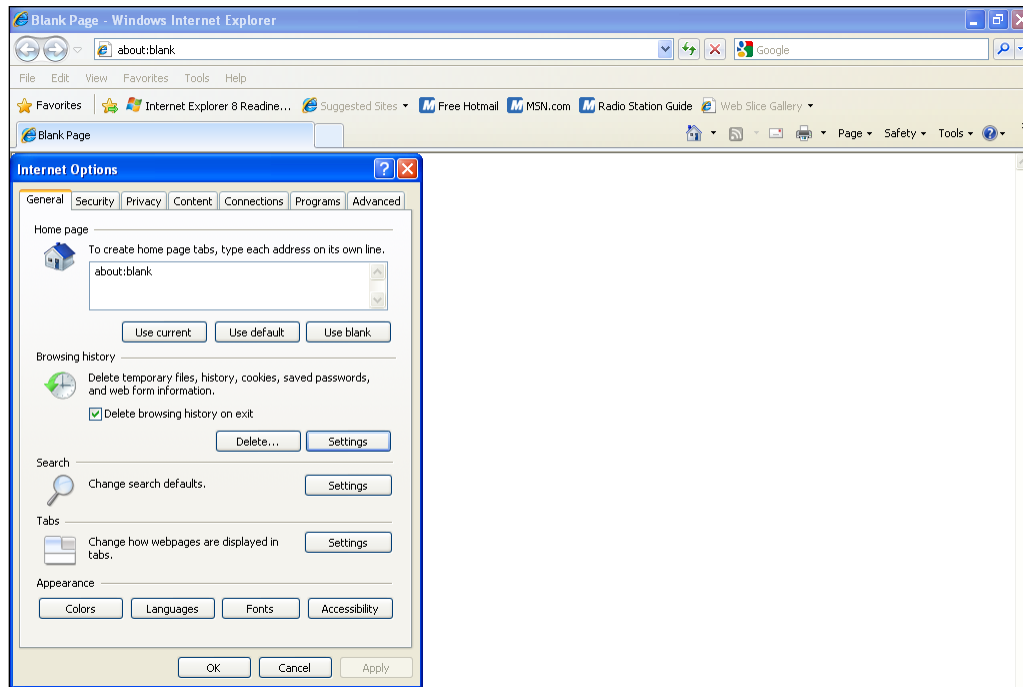 Blank Page - Windows Internet Explorer
about:blank
Google
File Edit View Favorites Tools Help
Favorites Internet Explorer 8 Readine... Suggested Sites Free Hotmail MSN.com Radio Station Guide Web Slice Gallery
Blank Page
Page Safety Tools
Internet Options
General Security Privacy Content Connections Programs Advanced
Home page
To create home page tabs, type each address on its own line.
about:blank
Use current Use default Use blank
Browsing history
Delete temporary files, history, cookies, saved passwords,
and web form information.
Delete browsing history on exit
Delete... Settings
Search
Change search defaults.
Settings
Tabs
Change how webpages are displayed in
tabs.
Settings
Appearance
Colors Languages Fonts Accessibility
OK Cancel Apply